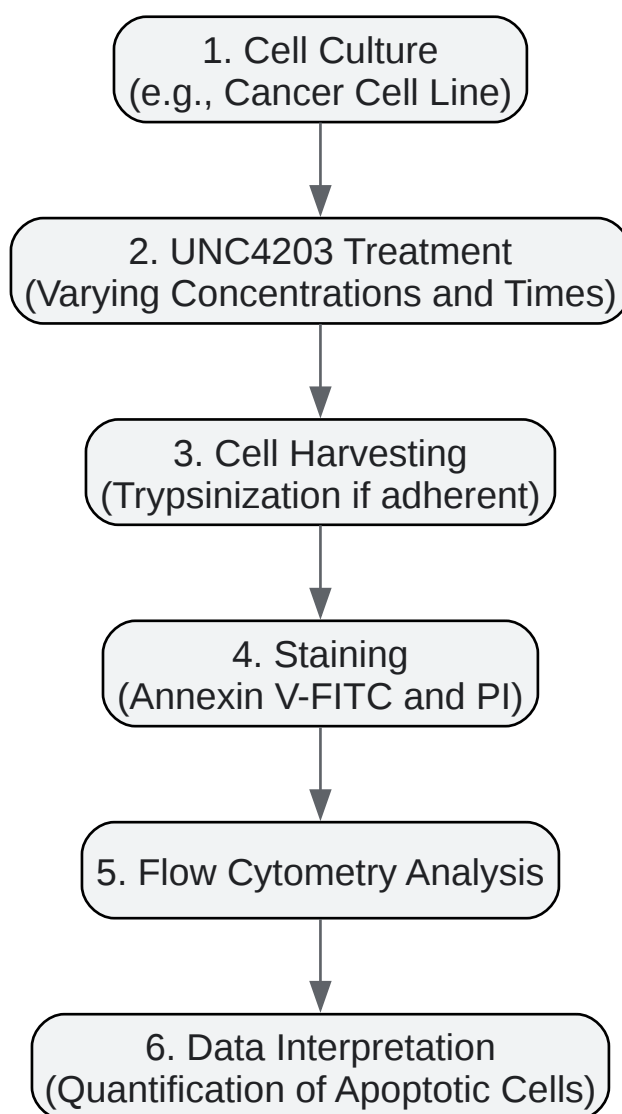 1. Cell Culture
(e.g., Cancer Cell Line)
2. UNC4203 Treatment
(Varying Concentrations and Times)
3. Cell Harvesting
(Trypsinization if adherent)
4. Staining
(Annexin V-FITC and PI)
5. Flow Cytometry Analysis
6. Data Interpretation
(Quantification of Apoptotic Cells)